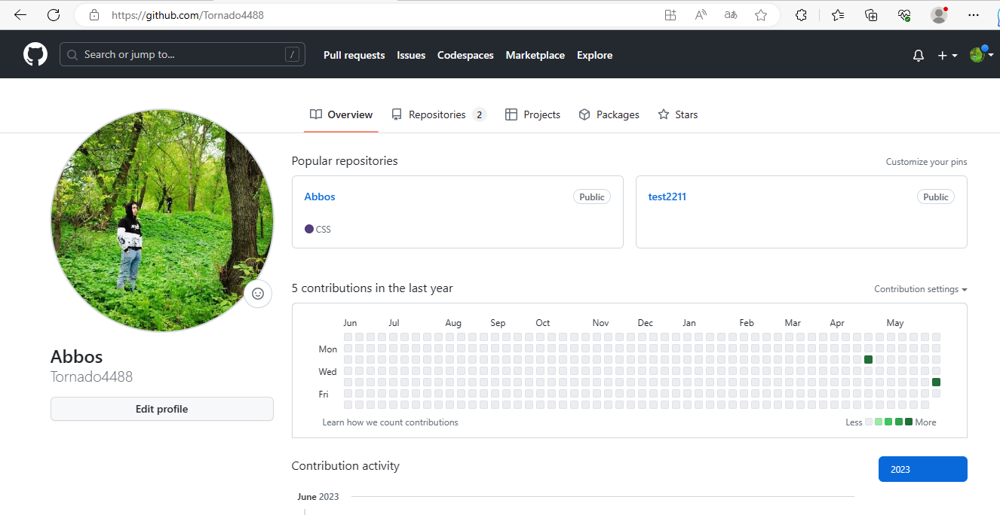 https://github.com/Tornado4488
Search or jump to... /
Pull requests Issues Codespaces Marketplace Explore
Overview Repositories 2 Projects Packages Stars
Popular repositories
Customize your pins
Abbos Public
CSS
test2211 Public
5 contributions in the last year
Contribution settings
Jun Jul Aug Sep Oct Nov Dec Jan Feb Mar Apr May
Mon
Wed
Fri
Learn how we count contributions
Less More
Abbos
Tornado4488
Edit profile
Contribution activity
2023
June 2023